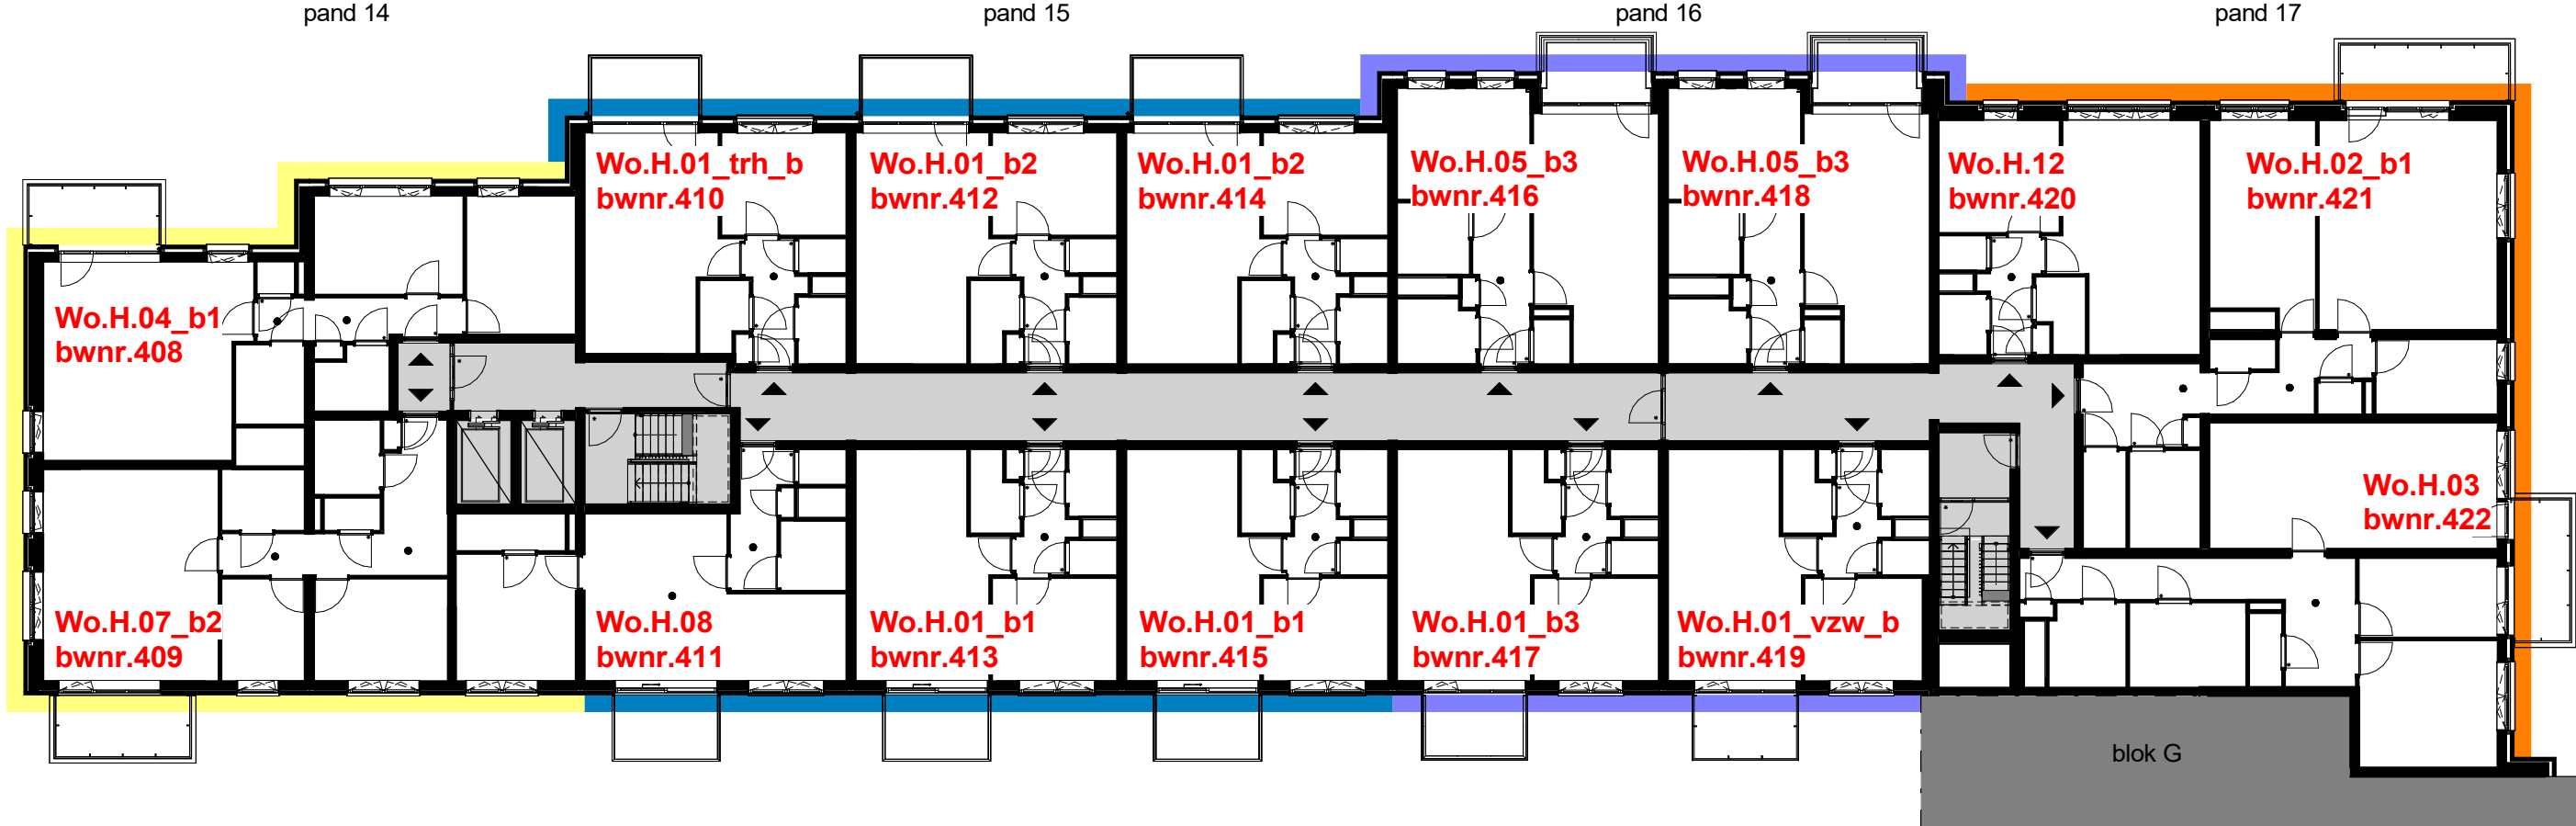 pand 14
pand 15
pand 16
pand 17
Wo.H.01_trh_b
bwnr.410
Wo.H.01_b2
bwnr.412
Wo.H.01_b2
bwnr.414
Wo.H.05_b3
bwnr.416
Wo.H.05_b3
bwnr.418
Wo.H.12
bwnr.420
Wo.H.02_b1
bwnr.421
Wo.H.04_b1
bwnr.408
Wo.H.03
bwnr.422
Wo.H.07_b2
bwnr.409
Wo.H.08
bwnr.411
Wo.H.01_b1
bwnr.413
Wo.H.01_b1
bwnr.415
Wo.H.01_b3
bwnr.417
Wo.H.01_vzw_b
bwnr.419
blok G